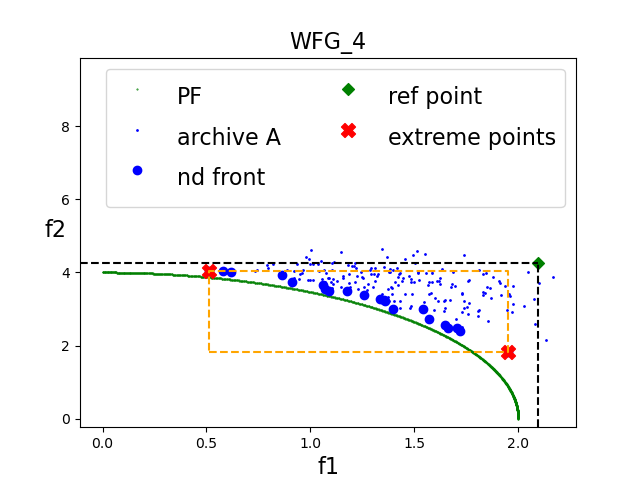 WFG_4
PF
archive A
nd front
ref point
extreme points
f2
8
6
4
2
0
0.0 0.5 1.0 1.5 2.0
f1